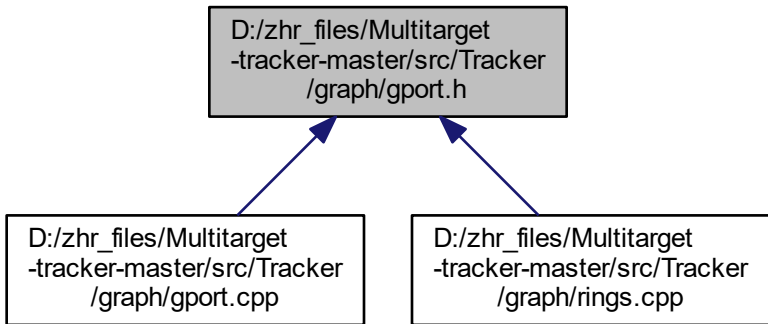 D:/zhr_files/Multitarget
-tracker-master/src/Tracker
/graph/gport.h
D:/zhr_files/Multitarget
-tracker-master/src/Tracker
/graph/gport.cpp
D:/zhr_files/Multitarget
-tracker-master/src/Tracker
/graph/rings.cpp